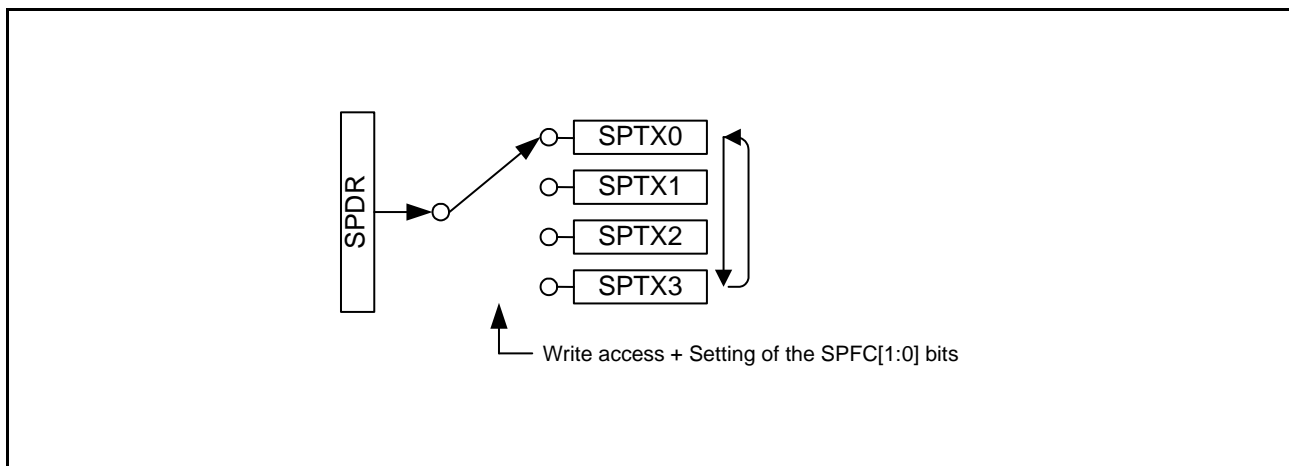 SPDR
SPTX0
SPTX1
SPTX2
SPTX3
Write access + Setting of the SPFC[1:0] bits